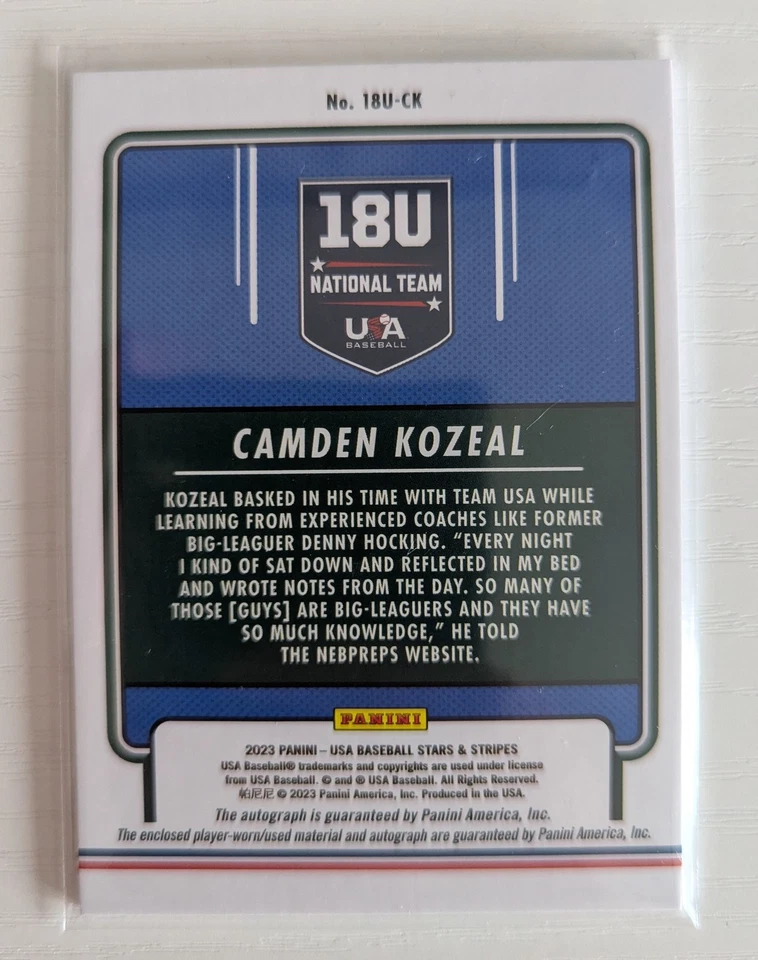 No. 18U-CK
18U
NATIONAL TEAM
USA
BASEBALL
CAMDEN KOZEAL
KOZEAL BASKED IN HIS TIME WITH TEAM USA WHILE
LEARNING FROM EXPERIENCED COACHES LIKE FORMER
BIG-LEAGUER DENNY HOCKING. “EVERY NIGHT
I KIND OF SAT DOWN AND REFLECTED IN MY BED
AND WROTE NOTES FROM THE DAY. SO MANY OF
THOSE [GUYS] ARE BIG-LEAGUERS AND THEY HAVE
SO MUCH KNOWLEDGE,” HE TOLD
THE NEBPREPS WEBSITE.
PANINI
2023 PANINI – USA BASEBALL STARS & STRIPES
USA Baseball® trademarks and copyrights are used under license
from USA Baseball. © and ® USA Baseball. All Rights Reserved.
帕尼尼 © 2023 Panini America, Inc. Produced in the USA.
The autograph is guaranteed by Panini America, Inc.
The enclosed player-worn/used material and autograph are guaranteed by Panini America, Inc.